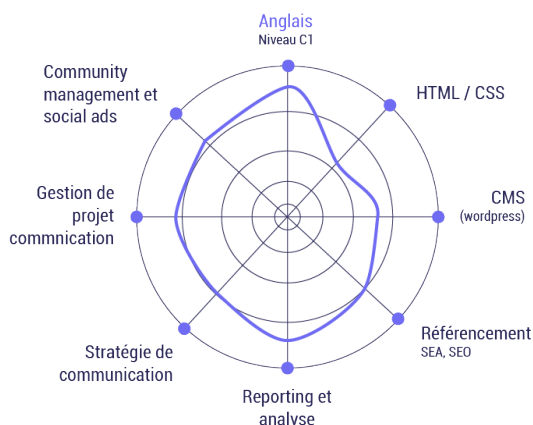 Anglais
Niveau C1
HTML / CSS
CMS
(wordpress)
Référencement
SEA, SEO
Reporting et
analyse
Stratégie de
communication
Gestion de
projet
commnication
Community
management et
social ads